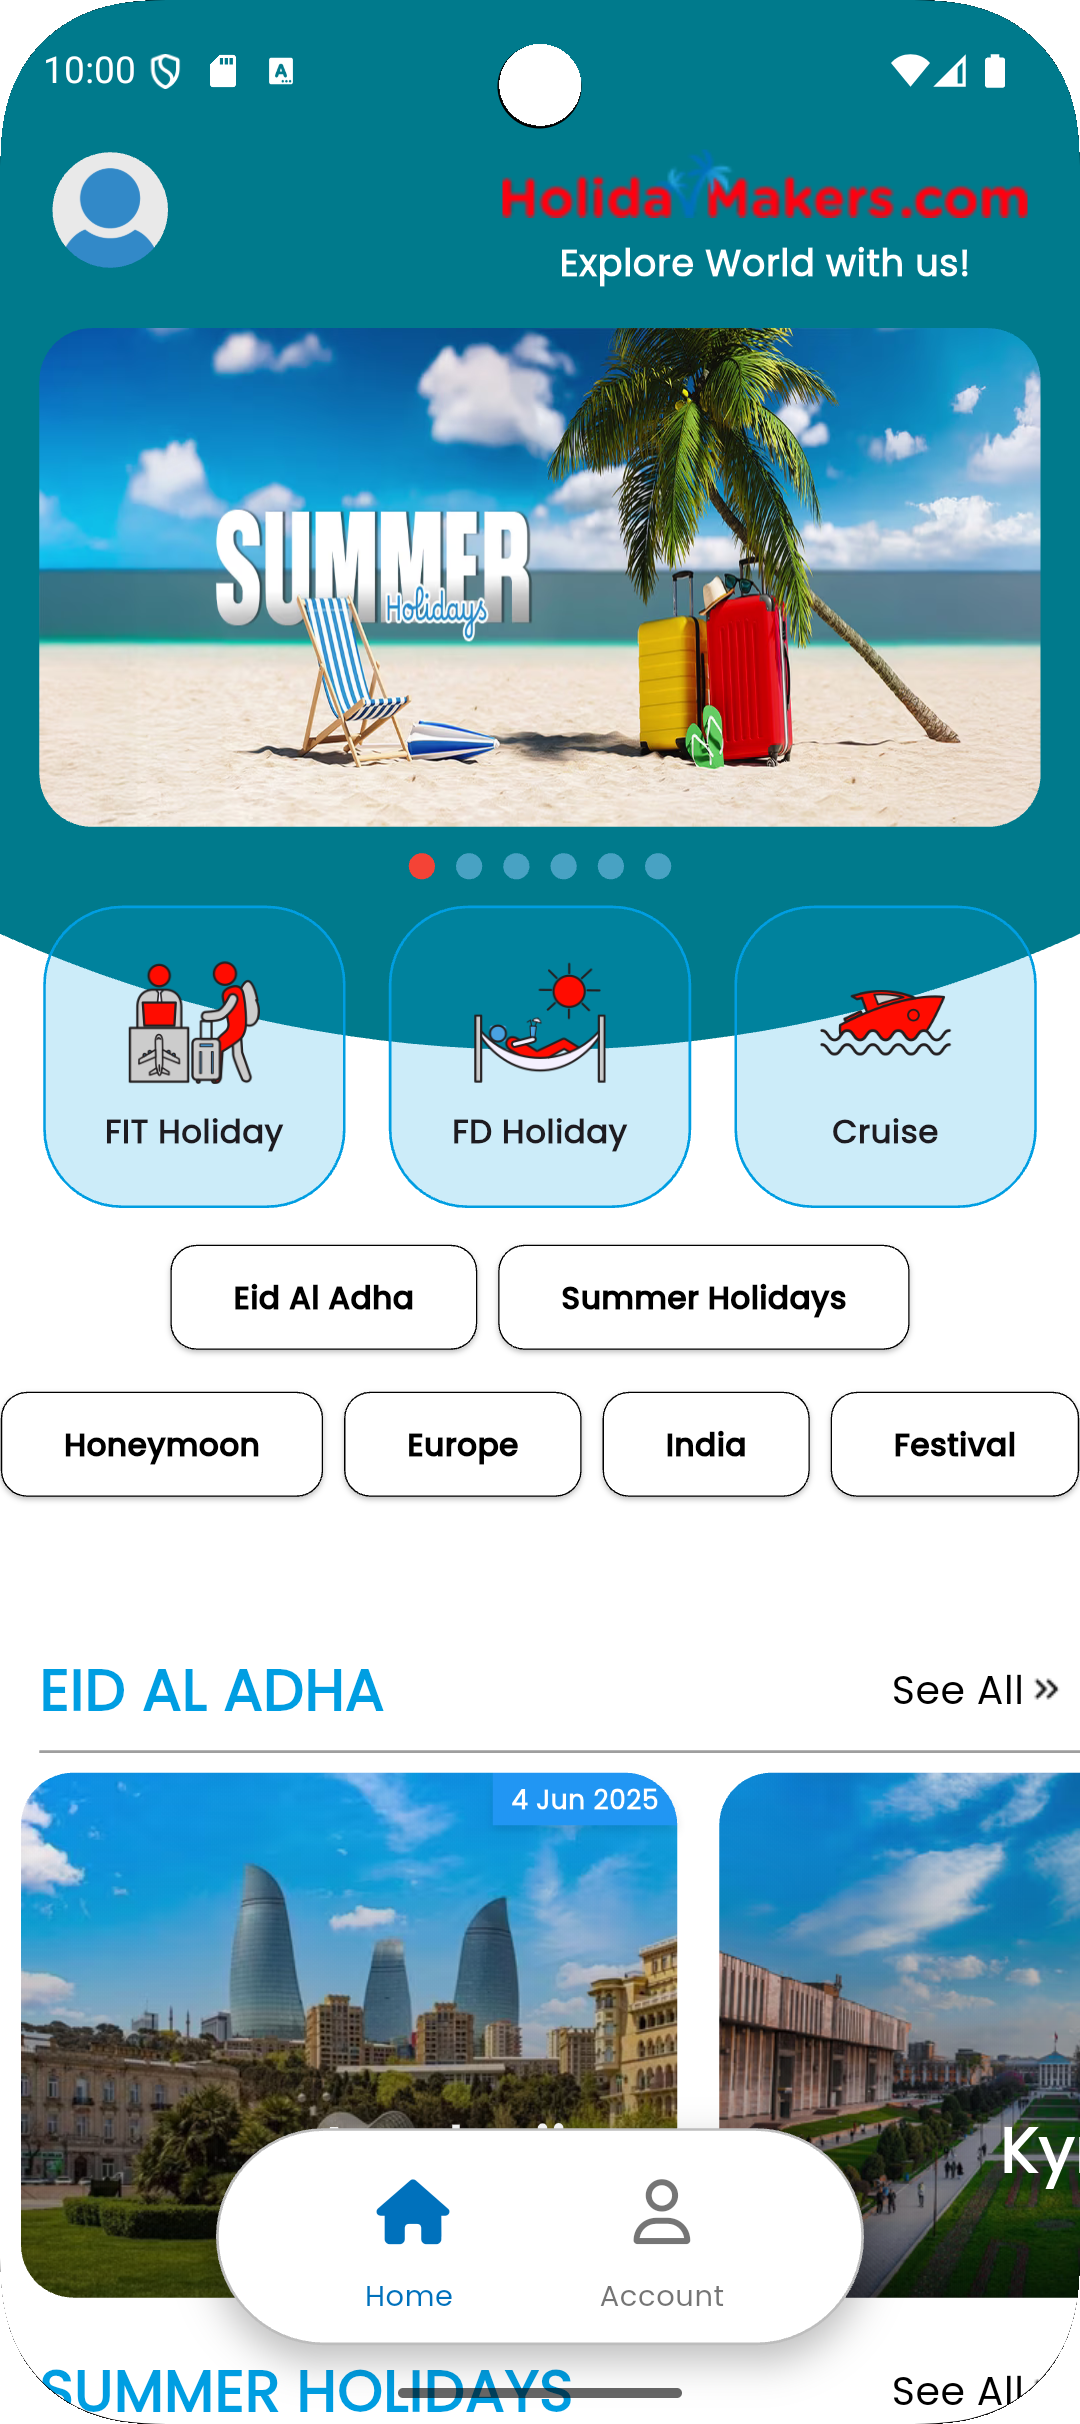 10:00
Holida Makers.com
Explore World with us!
SUMMER
Holidays
FIT Holiday
FD Holiday
Cruise
Eid Al Adha
Summer Holidays
Honeymoon
Europe
India
Festival
EID AL ADHA
See All »
4 Jun 2025
Ky
Home
Account
SUMMER HOLIDAYS
See All